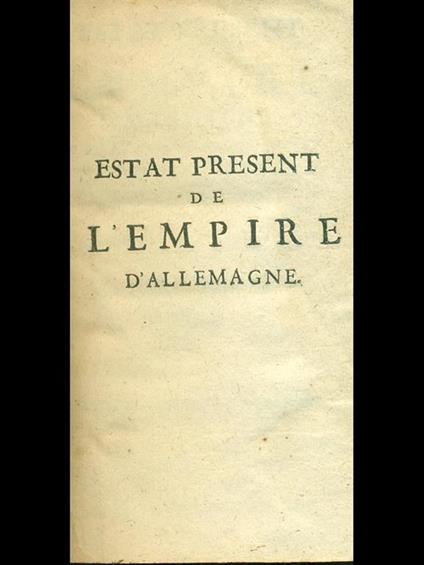 ESTAT PRESENT
DE
L'EMPIRE
D'ALLEMAGNE.